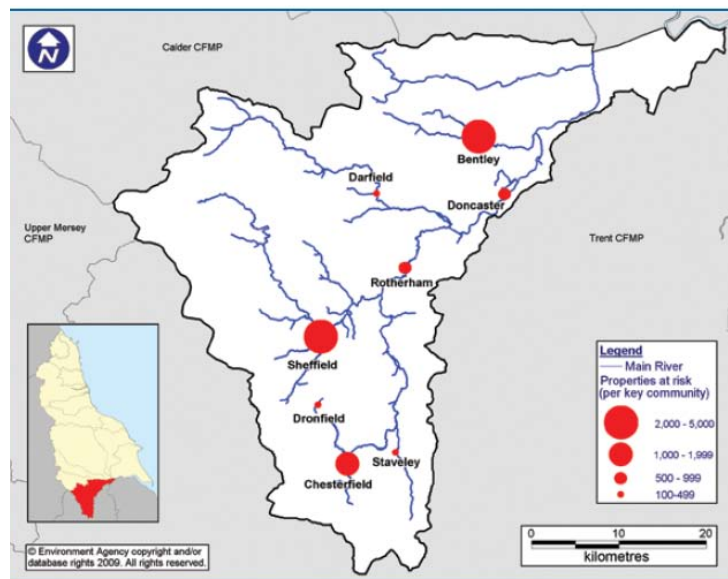 N
Calder CFMP
Bentley
Darfield
Doncaster
Upper Mersey
CFMP
Trent CFMP
Rotherham
Sheffield
Dronfield
Staveley
Chesterfield
Legend
Main River
Properties at risk
(per key community)
2,000 - 5,000
1,000 - 1,999
500 - 999
100-499
0 10 20
kilometres
© Environment Agency copyright and/or
database rights 2009. All rights reserved.